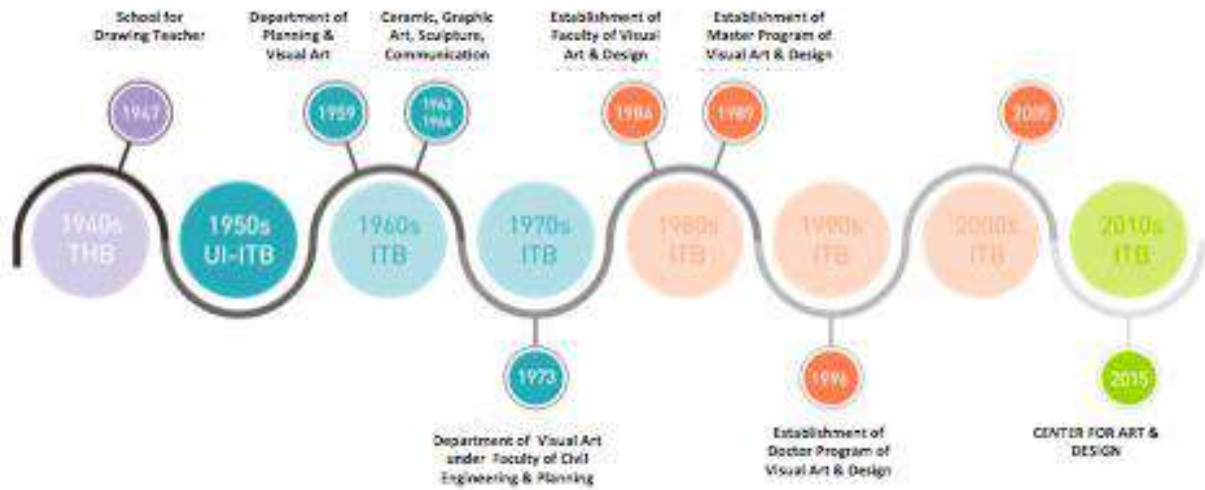 School for
Drawing Teacher
Department of
Planning &
Visual Art
Ceramic, Graphic
Art, Sculpture,
Communication
Establishment of
Faculty of Visual
Art & Design
Establishment of
Master Program of
Visual Art & Design
1947
1959
1963
1964
1984
1989
2005
1940s
THB
1950s
UI-ITB
1960s
ITB
1970s
ITB
1980s
ITB
1990s
ITB
2000s
ITB
2010s
ITB
1973
1996
2015
Department of Visual Art
under Faculty of Civil
Engineering & Planning
Establishment of
Doctor Program of
Visual Art & Design
CENTER FOR ART &
DESIGN